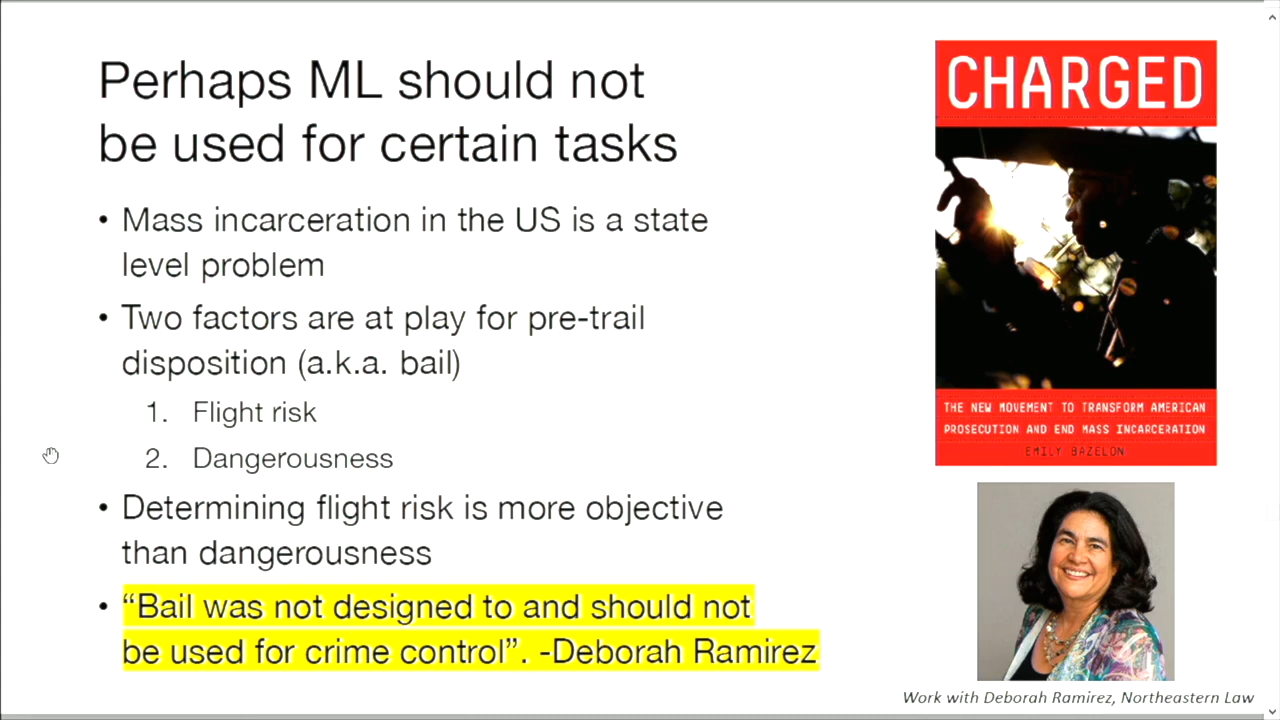 Perhaps ML should not
be used for certain tasks
• Mass incarceration in the US is a state
level problem
• Two factors are at play for pre-trail
disposition (a.k.a. bail)
1. Flight risk
2. Dangerousness
• Determining flight risk is more objective
than dangerousness
• “Bail was not designed to and should not
be used for crime control”. -Deborah Ramirez
CHARGED
THE NEW MOVEMENT TO TRANSFORM AMERICAN
PROSECUTION AND END MASS INCARCERATION
EMILY BAZELON
Work with Deborah Ramirez, Northeastern Law